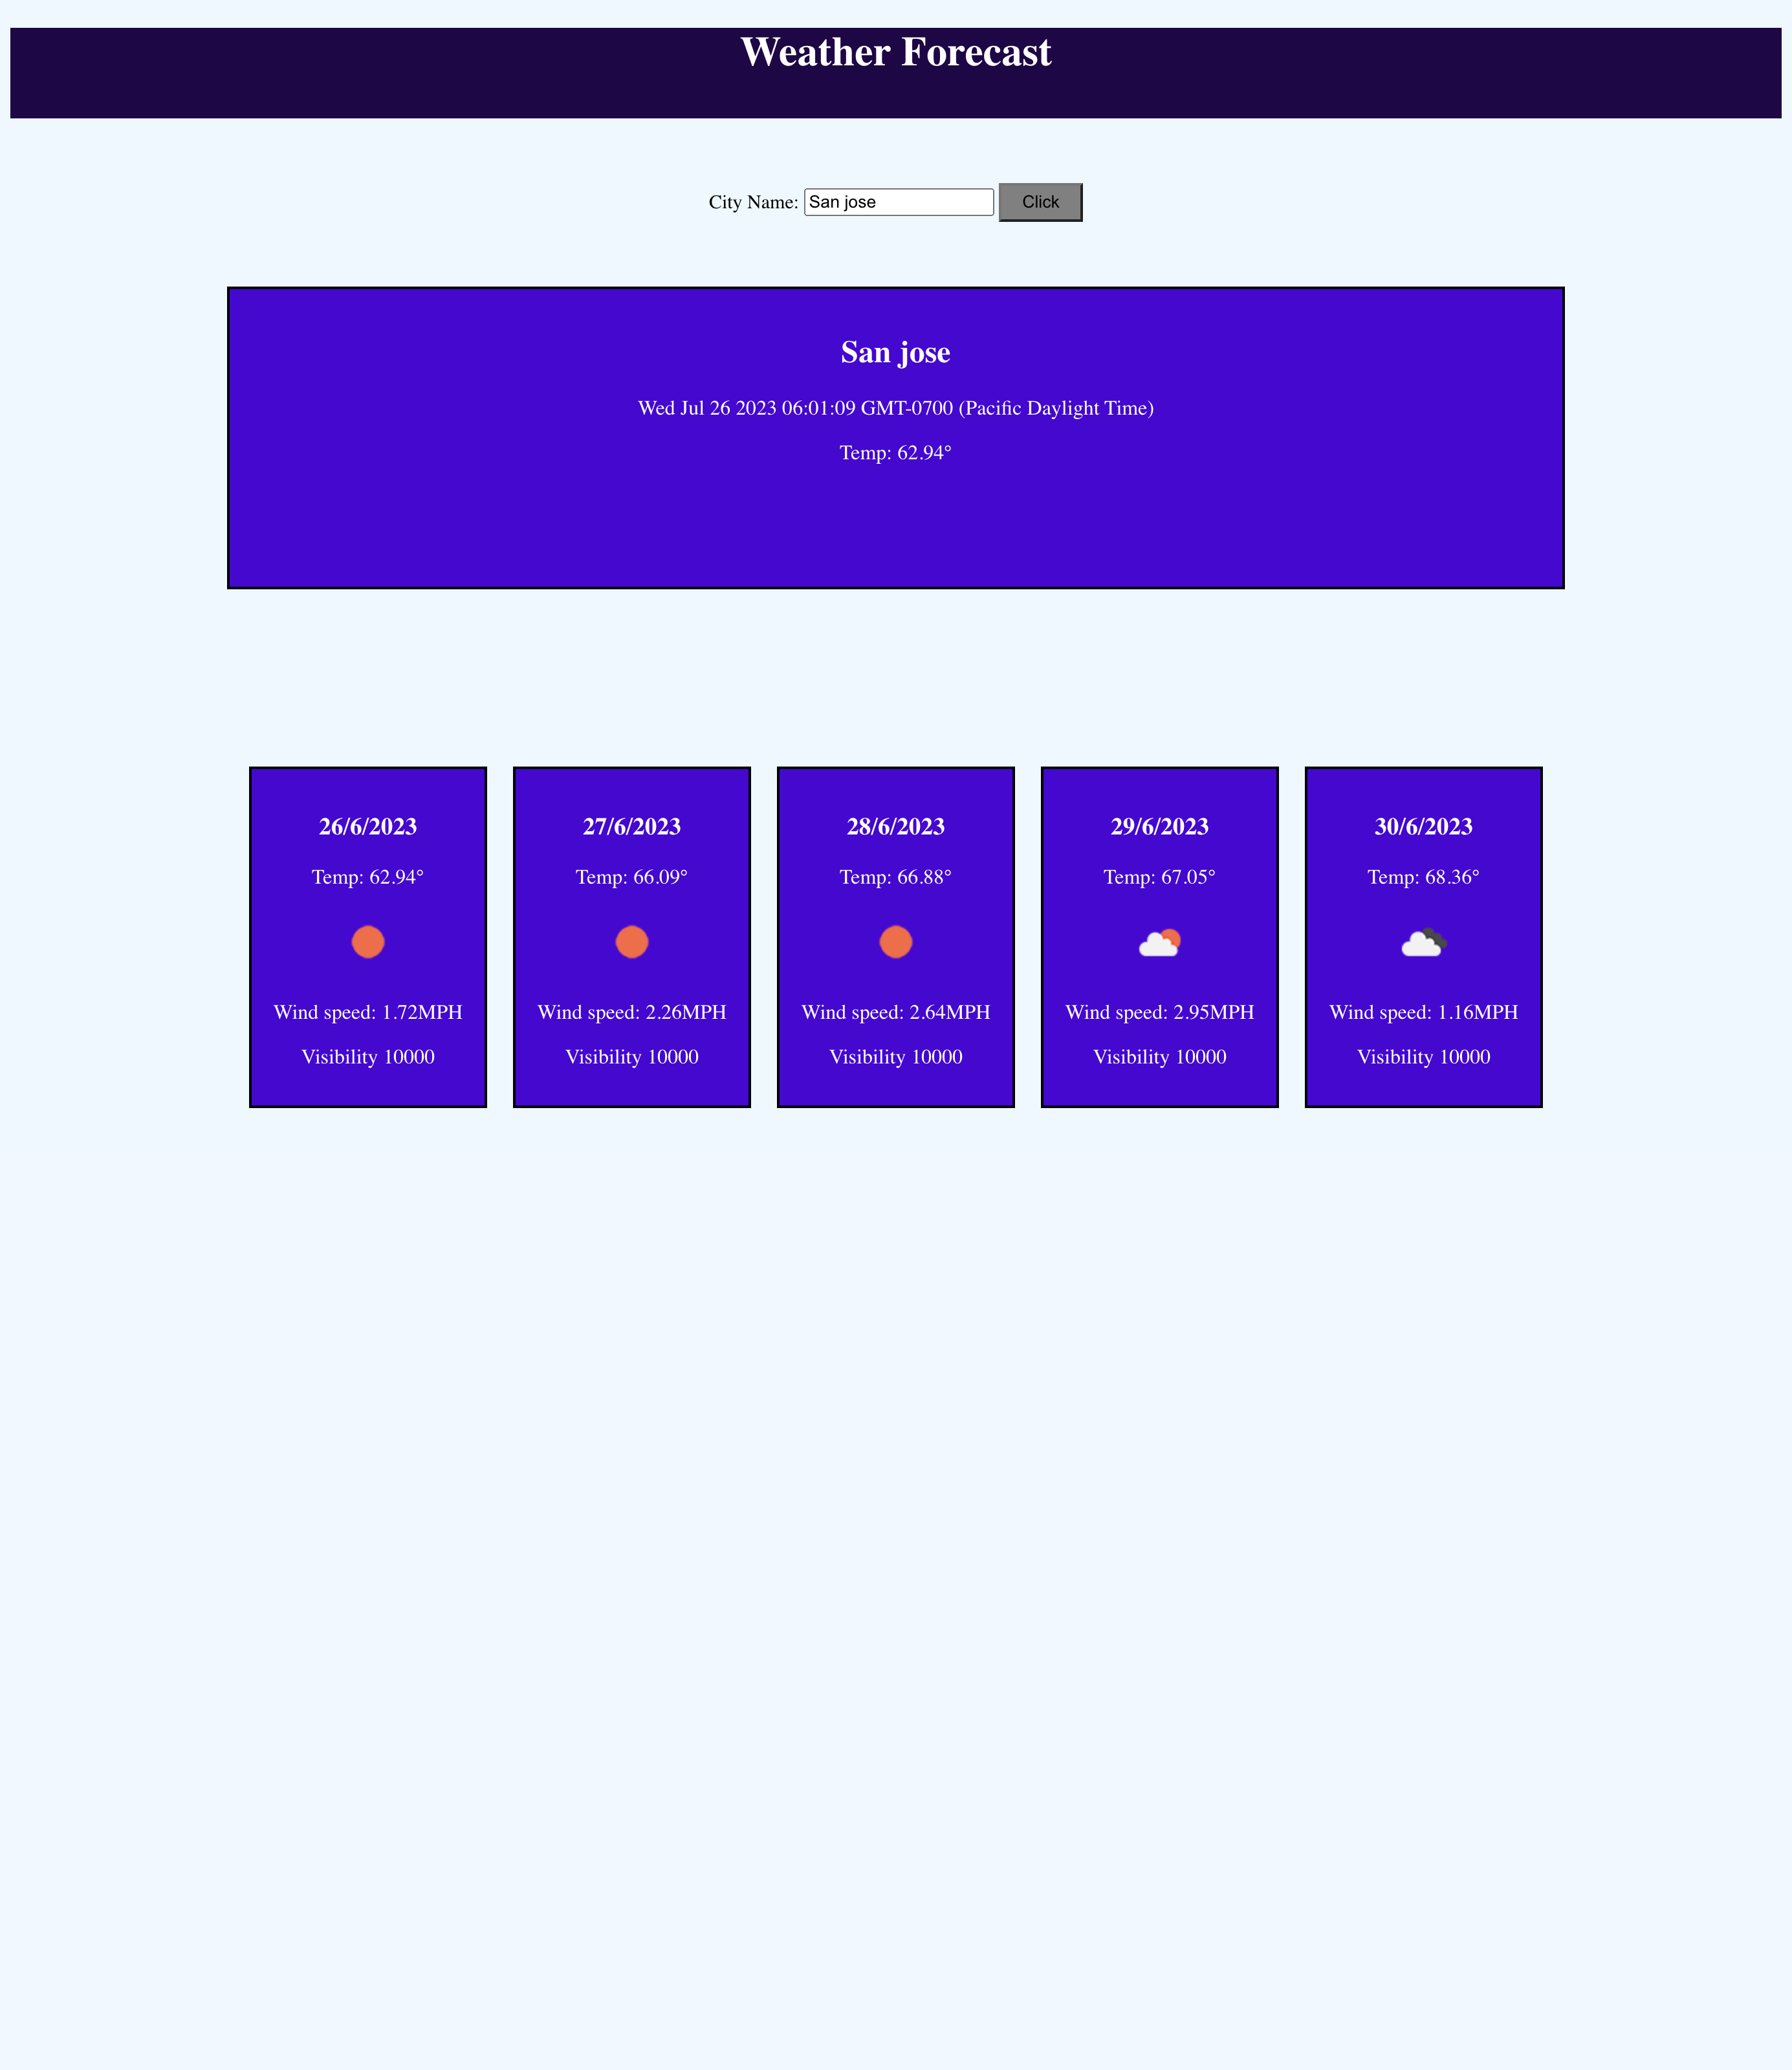 Weather Forecast
City Name: San jose Click
San jose
Wed Jul 26 2023 06:01:09 GMT-0700 (Pacific Daylight Time)
Temp: 62.94°
26/6/2023
Temp: 62.94°
Wind speed: 1.72MPH
Visibility 10000
27/6/2023
Temp: 66.09°
Wind speed: 2.26MPH
Visibility 10000
28/6/2023
Temp: 66.88°
Wind speed: 2.64MPH
Visibility 10000
29/6/2023
Temp: 67.05°
Wind speed: 2.95MPH
Visibility 10000
30/6/2023
Temp: 68.36°
Wind speed: 1.16MPH
Visibility 10000